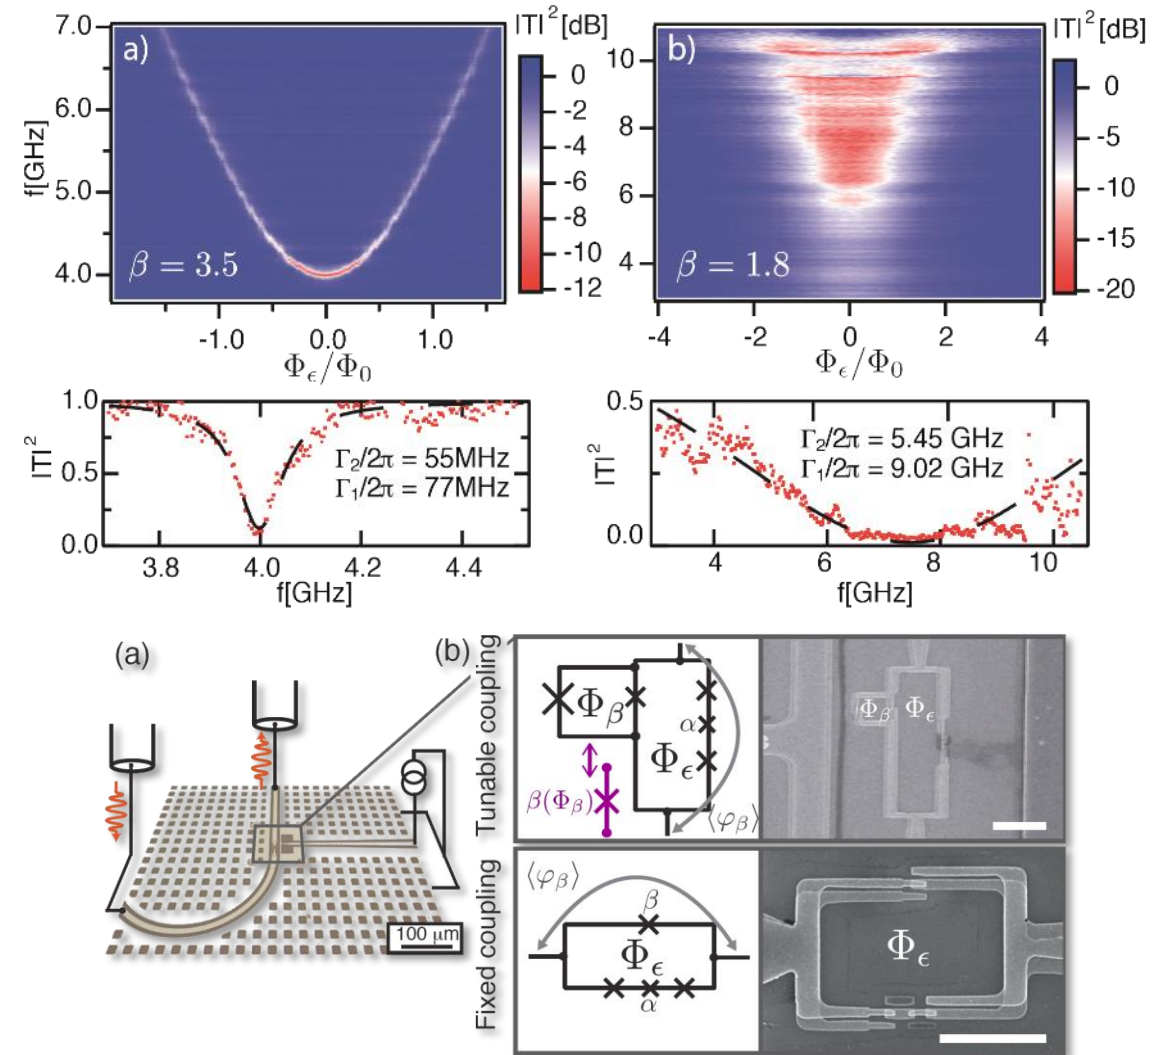 |T|² [dB]
|T|² [dB]
a)
b)
7.0
6.0
5.0
4.0
f[GHz]
β = 3.5
-1.0 0.0 1.0
Φϵ/Φ0
0
-2
-4
-6
-8
-10
-12
10
8
6
4
β = 1.8
-4 -2 0 2 4
Φϵ/Φ0
0
-5
-10
-15
-20
1.0
0.5
0.0
|T|²
Γ2/2π = 55MHz
Γ1/2π = 77MHz
3.8 4.0 4.2 4.4
f[GHz]
0.5
0.0
|T|²
Γ2/2π = 5.45 GHz
Γ1/2π = 9.02 GHz
4 6 8 10
f[GHz]
(a)
100 μm
(b)
Tunable coupling
Φβ
α
Φϵ
β(Φβ)
⟨φβ⟩
Φβ
Φϵ
Fixed coupling
⟨φβ⟩
β
Φϵ
α
Φϵ